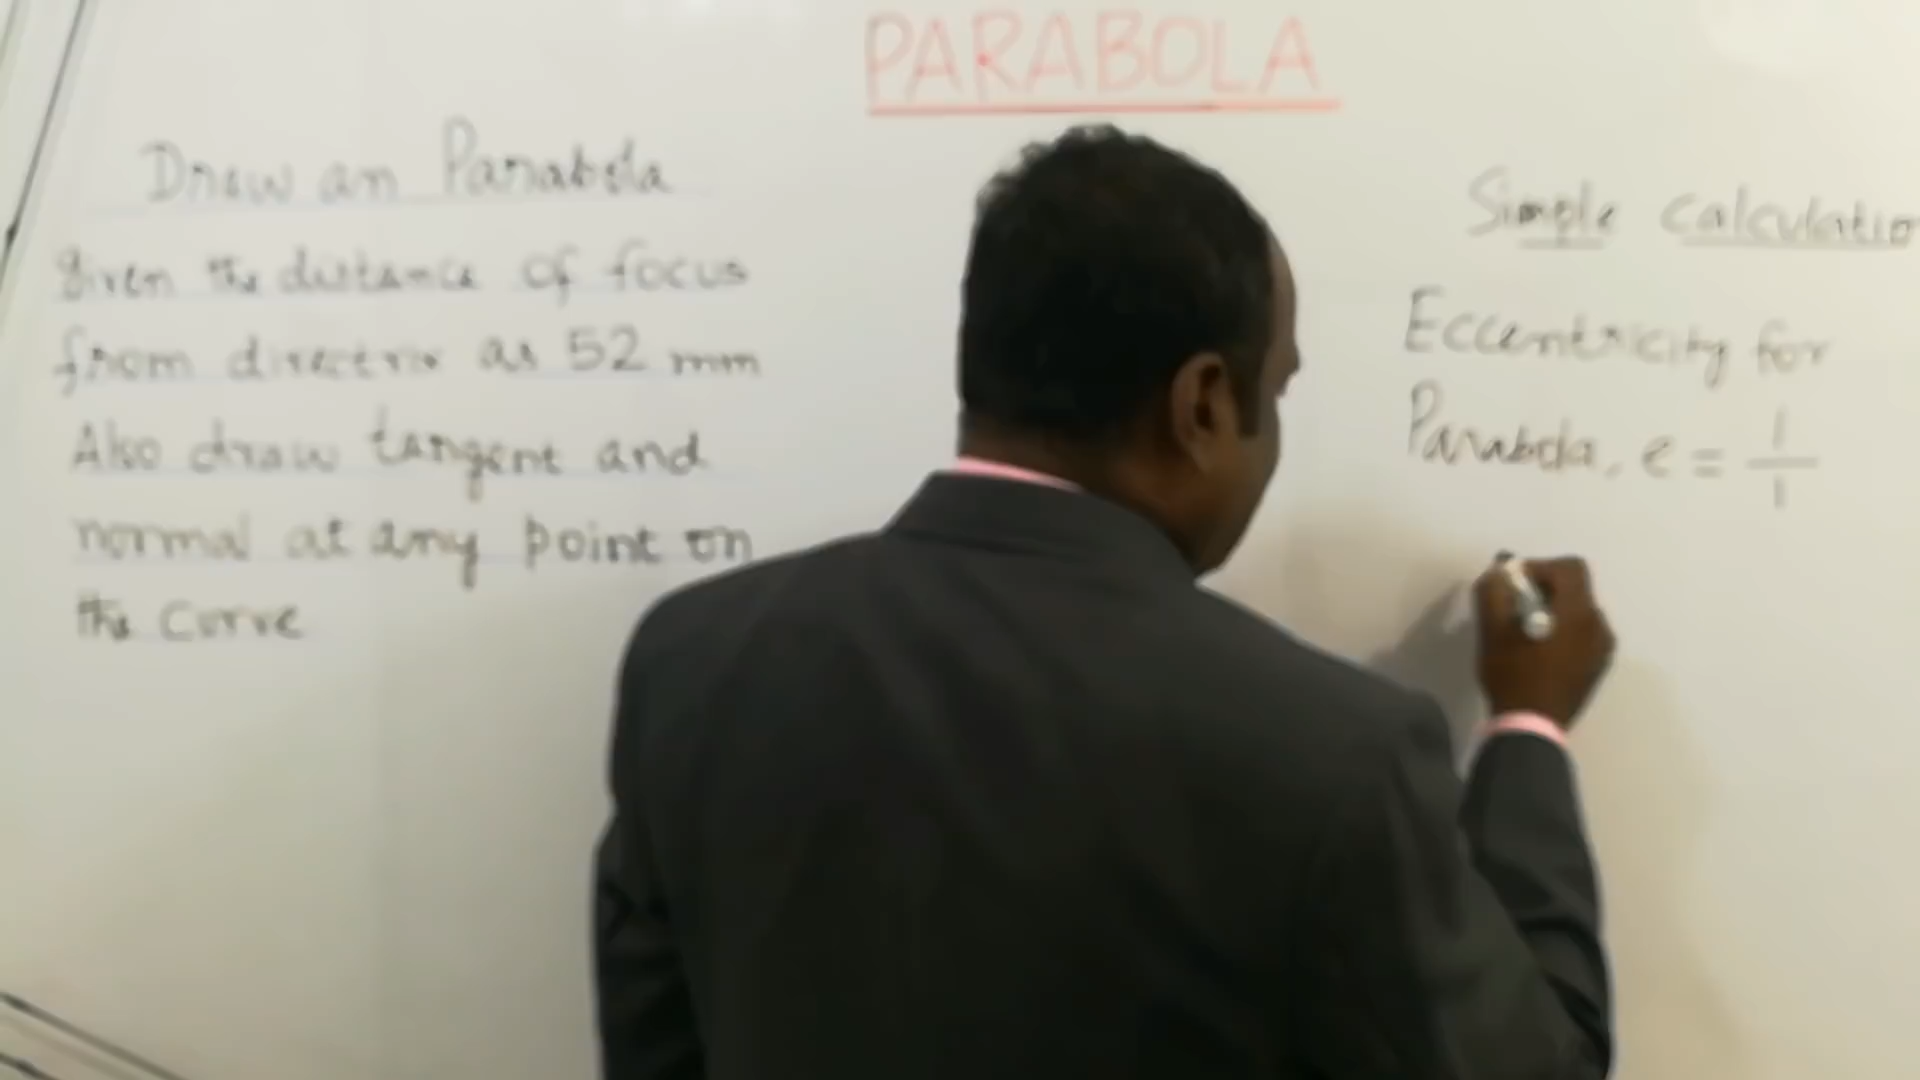 PARABOLA
Draw an Parabola
given the distance of focus
from directrix as 52 mm
Also draw tangent and
normal at any point on
the curve
Simple calculatio
Eccentricity for
Parabola, e = 1/1